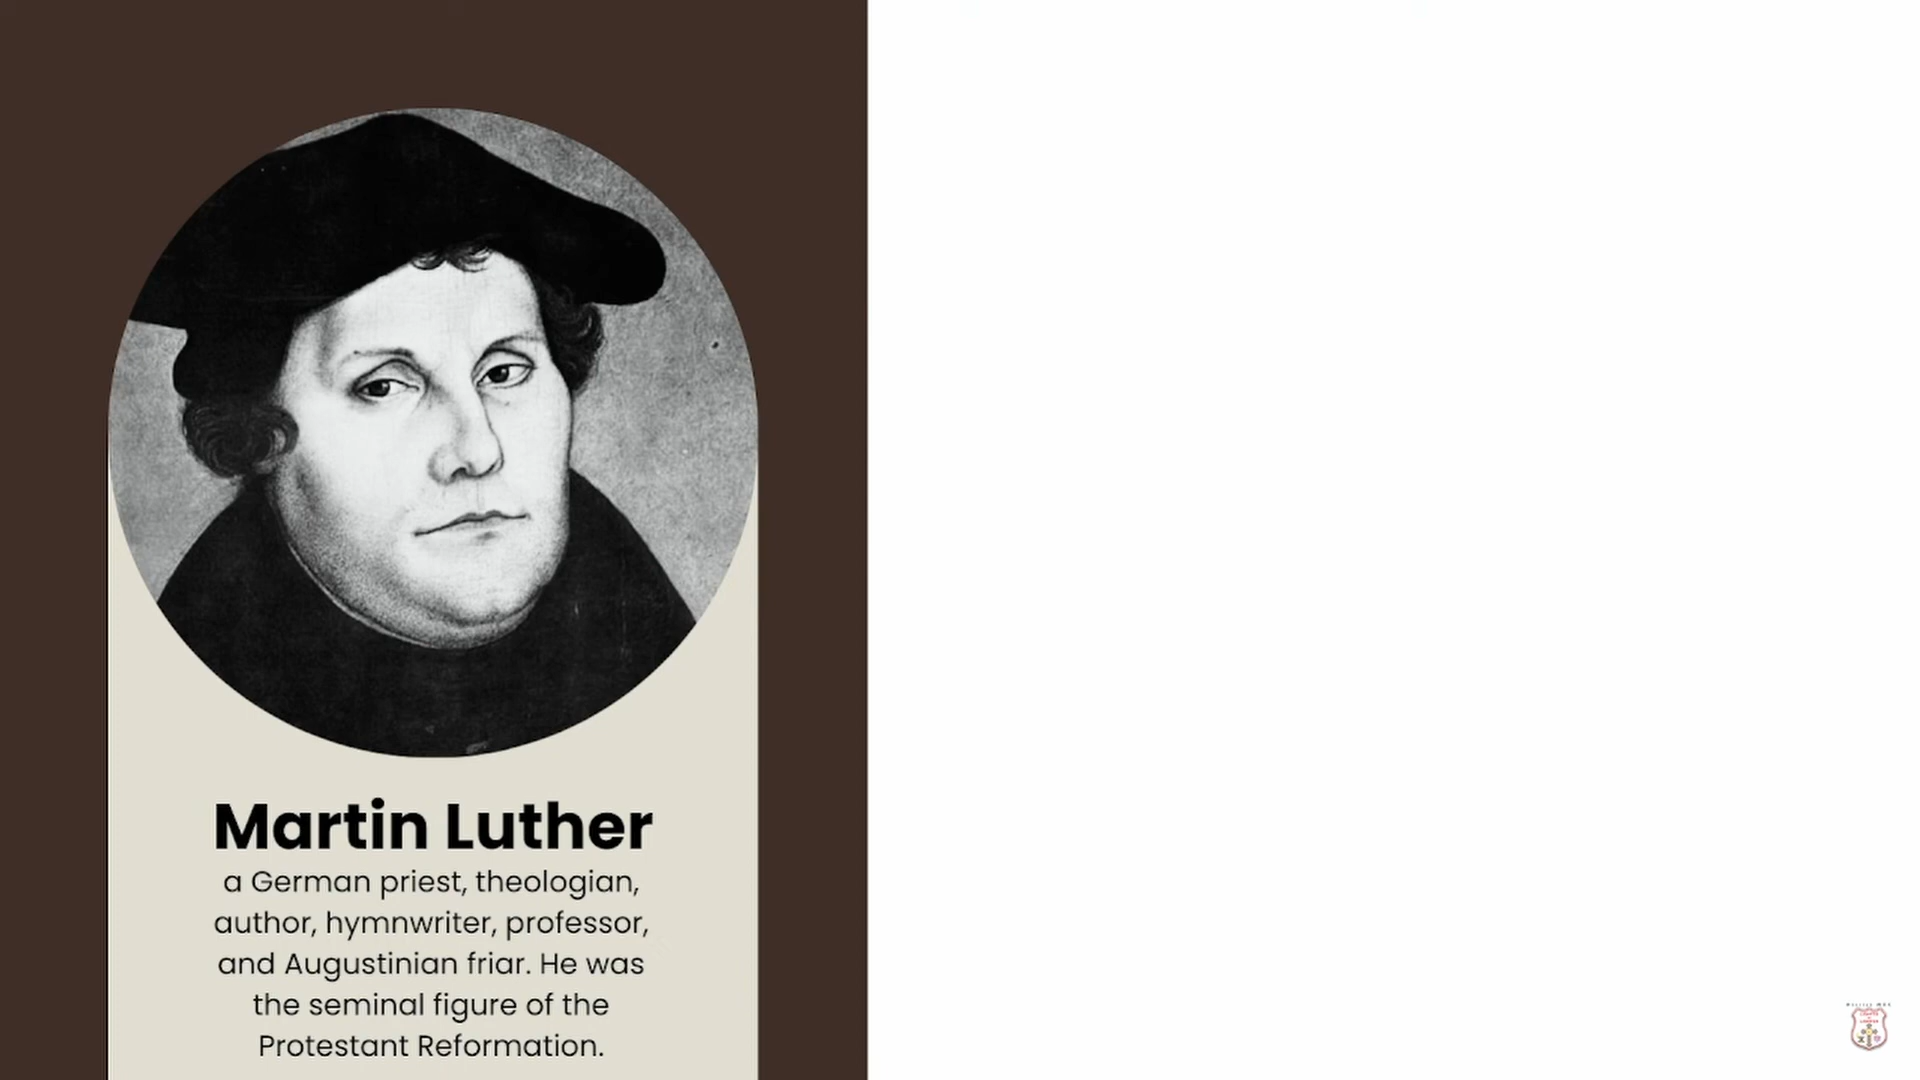 Martin Luther
a German priest, theologian,
author, hymnwriter, professor,
and Augustinian friar. He was
the seminal figure of the
Protestant Reformation.